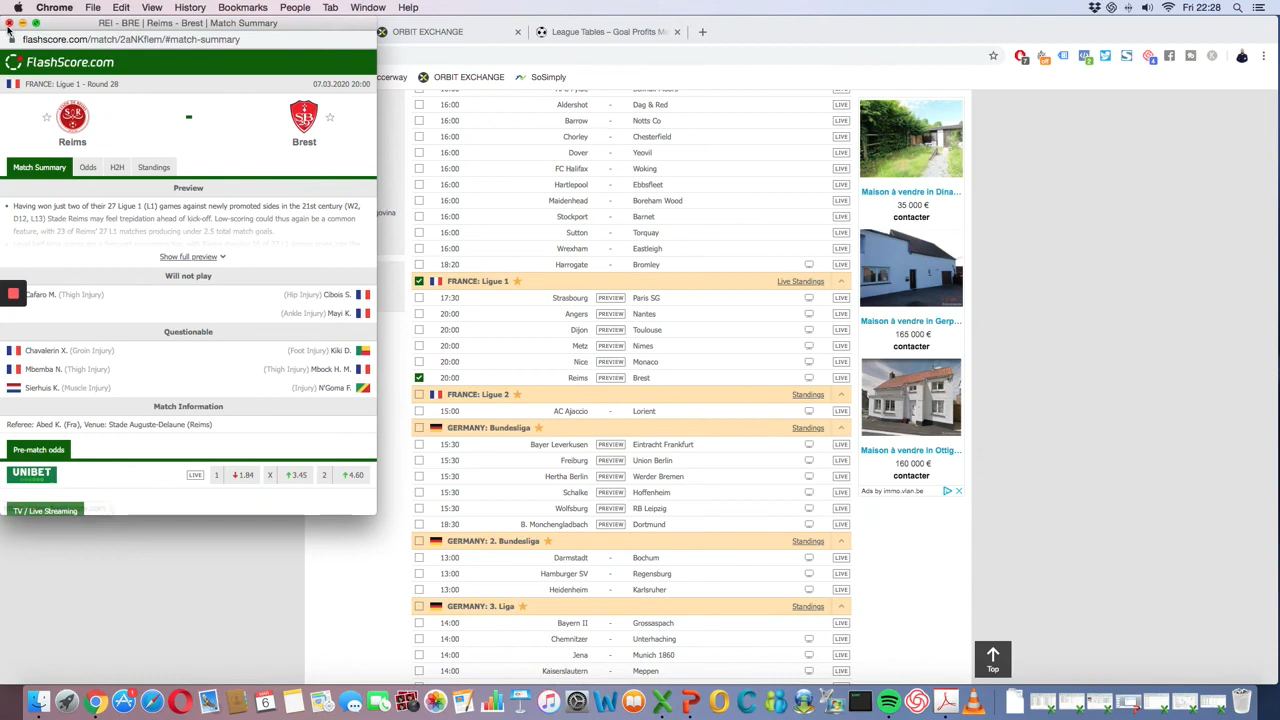 Chrome File Edit View History Bookmarks People Tab Window Help
Fri 22:28
REI - BRE | Reims - Brest | Match Summary
flashscore.com/match/2aNKflem/#match-summary
ORBIT EXCHANGE
League Tables – Goal Profits M
FlashScore.com
ccerway ORBIT EXCHANGE SoSimply
FRANCE: Ligue 1 - Round 28 07.03.2020 20:00
Reims - Brest
Match Summary Odds H2H Standings
Preview
Having won just two of their 27 Ligue 1 (L1) games against newly promoted sides in the 21st century (W2,
D12, L13) Stade Reims may feel trepidation ahead of kick-off. Low-scoring could thus again be a common
feature, with 23 of Reims' 27 L1 matches producing under 2.5 total match goals.
Show full preview
Will not play
Cafaro M. (Thigh Injury) (Hip Injury) Cibois S.
(Ankle Injury) Mayi K.
Questionable
Chavalerin X. (Groin Injury) (Foot Injury) Kiki D.
Mbemba N. (Thigh Injury) (Thigh Injury) Mbock H. M.
Sierhuis K. (Muscle Injury) (Injury) N'Goma F.
Match Information
Referee: Abed K. (Fra), Venue: Stade Auguste-Delaune (Reims)
Pre-match odds
UNIBET LIVE 1 1.84 X 3.45 2 4.60
TV / Live Streaming
govina
16:00 Aldershot - Dag & Red LIVE
16:00 Barrow - Notts Co LIVE
16:00 Chorley - Chesterfield LIVE
16:00 Dover - Yeovil LIVE
16:00 FC Halifax - Woking LIVE
16:00 Hartlepool - Ebbsfleet LIVE
16:00 Maidenhead - Boreham Wood LIVE
16:00 Stockport - Barnet LIVE
16:00 Sutton - Torquay LIVE
16:00 Wrexham - Eastleigh LIVE
18:20 Harrogate - Bromley LIVE
FRANCE: Ligue 1 Live Standings
17:30 Strasbourg PREVIEW Paris SG LIVE
20:00 Angers PREVIEW Nantes LIVE
20:00 Dijon PREVIEW Toulouse LIVE
20:00 Metz PREVIEW Nimes LIVE
20:00 Nice PREVIEW Monaco LIVE
20:00 Reims PREVIEW Brest LIVE
FRANCE: Ligue 2 Standings
15:00 AC Ajaccio - Lorient LIVE
GERMANY: Bundesliga Standings
15:30 Bayer Leverkusen PREVIEW Eintracht Frankfurt LIVE
15:30 Freiburg PREVIEW Union Berlin LIVE
15:30 Hertha Berlin PREVIEW Werder Bremen LIVE
15:30 Schalke PREVIEW Hoffenheim LIVE
15:30 Wolfsburg PREVIEW RB Leipzig LIVE
18:30 B. Monchengladbach PREVIEW Dortmund LIVE
GERMANY: 2. Bundesliga Standings
13:00 Darmstadt - Bochum LIVE
13:00 Hamburger SV - Regensburg LIVE
13:00 Heidenheim - Karlsruher LIVE
GERMANY: 3. Liga Standings
14:00 Bayern II - Grossaspach LIVE
14:00 Chemnitzer - Unterhaching LIVE
14:00 Jena - Munich 1860 LIVE
14:00 Kaiserslautern - Meppen LIVE
Maison à vendre in Dina...
35 000 €
contacter
Maison à vendre in Gerp...
165 000 €
contacter
Maison à vendre in Ottig...
160 000 €
contacter
Ads by immo.vlan.be
Top